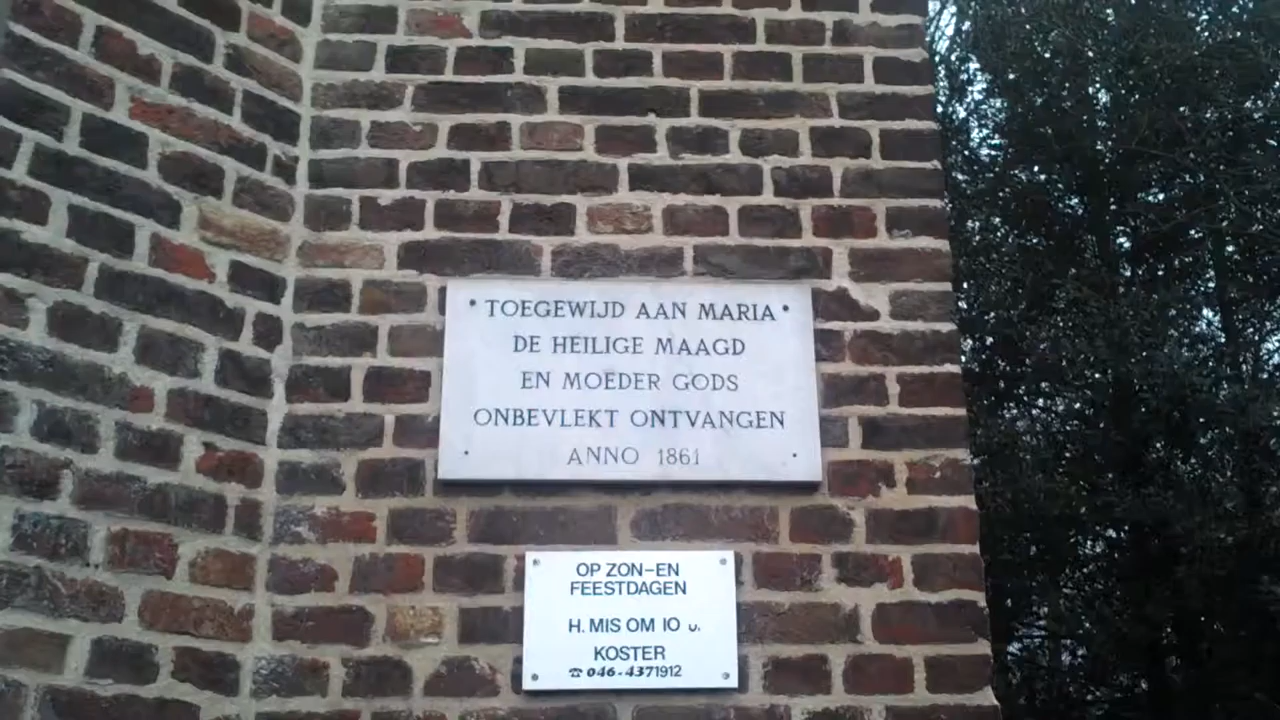 • TOEGEWIJD AAN MARIA •
DE HEILIGE MAAGD
EN MOEDER GODS
ONBEVLEKT ONTVANGEN
ANNO 1861
OP ZON-EN
FEESTDAGEN
H. MIS OM 10 U.
KOSTER
☎ 046-4371912